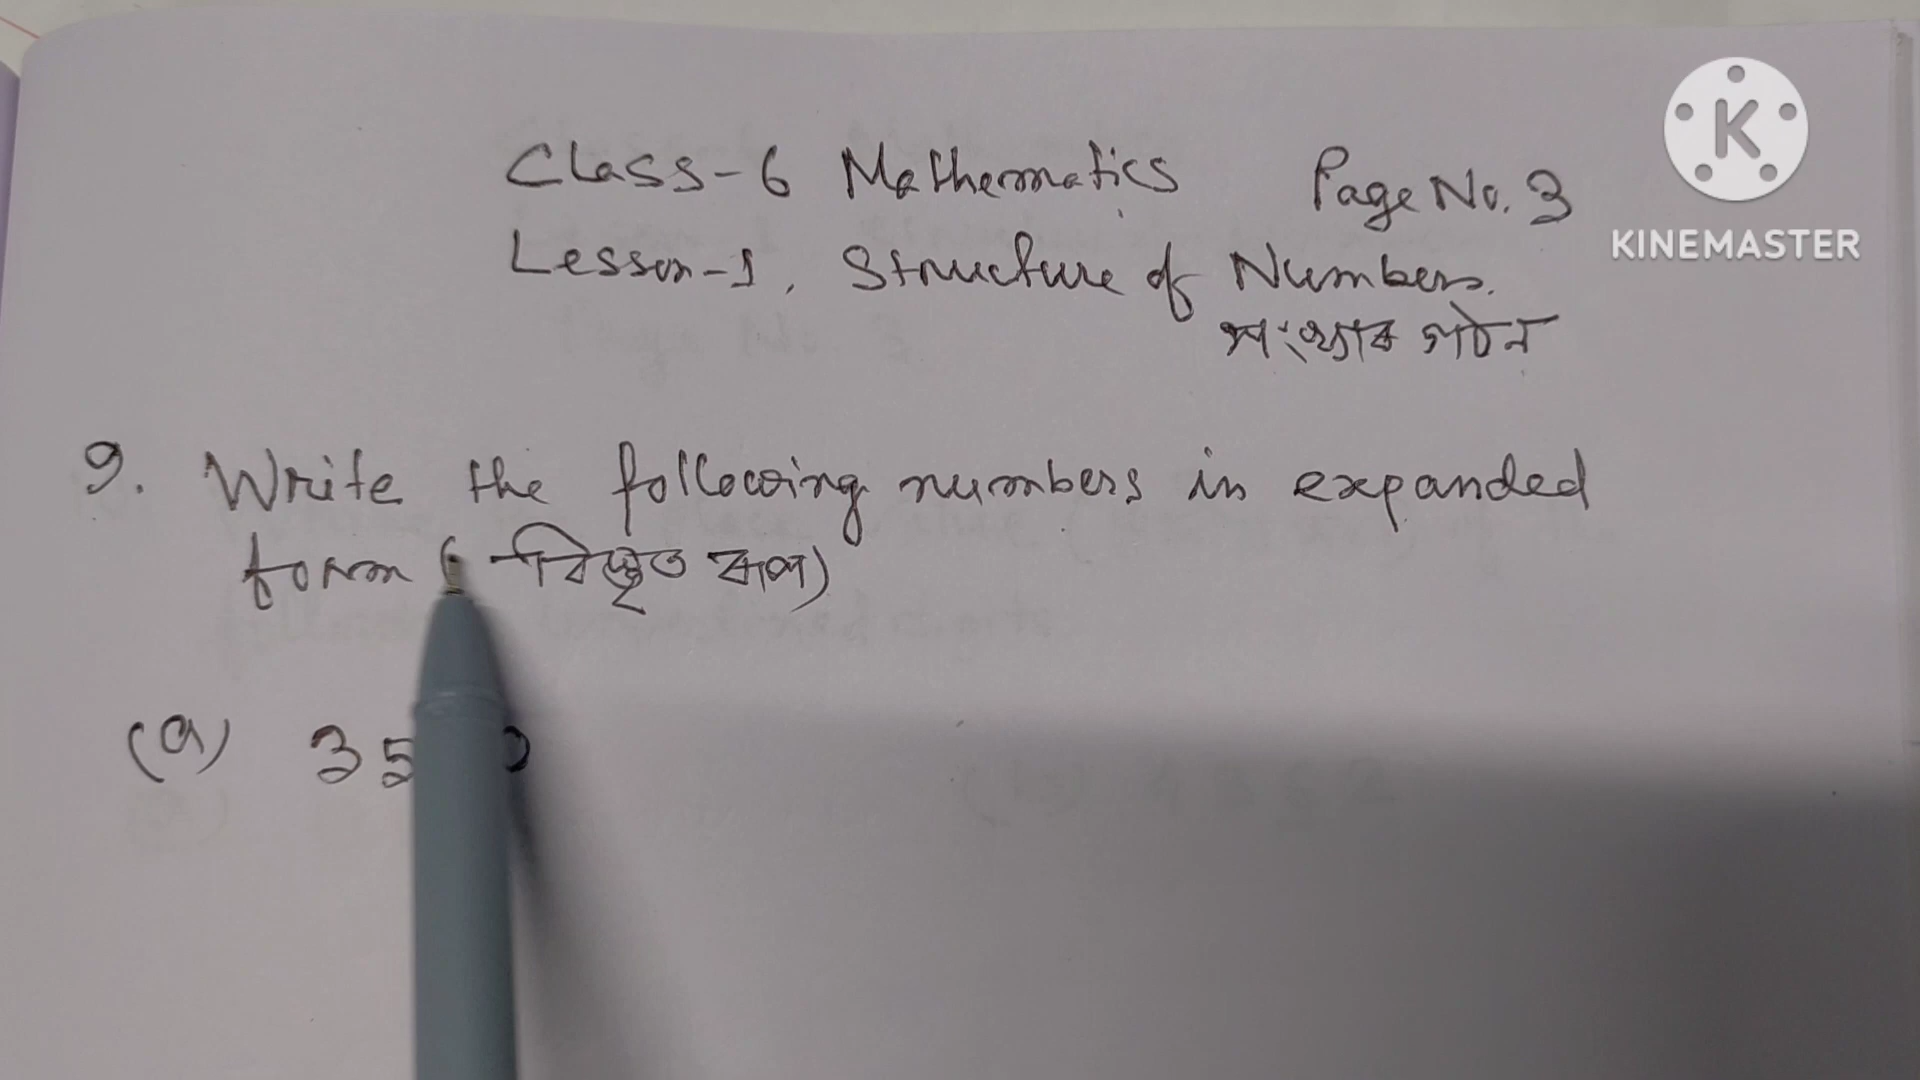 Class-6 Mathematics Page No. 3
Lesson-1, Structure of Numbers.
সংখ্যাৰ গঠন
9. Write the following numbers in expanded
form (বিস্তৃত ৰূপ)
(a) 35
K
KINEMASTER